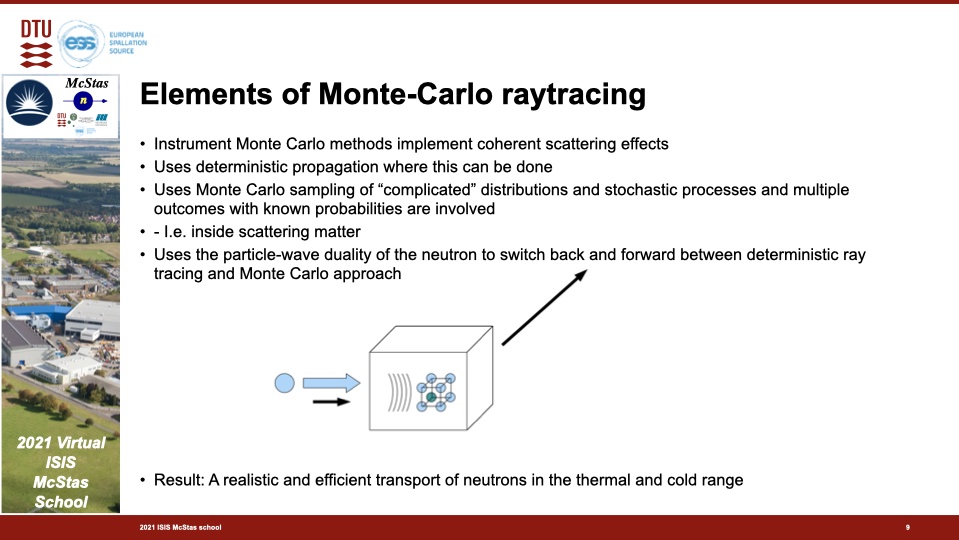 DTU
ess
EUROPEAN
SPALLATION
SOURCE
McStas
n
DTU
Elements of Monte-Carlo raytracing
• Instrument Monte Carlo methods implement coherent scattering effects
• Uses deterministic propagation where this can be done
• Uses Monte Carlo sampling of “complicated” distributions and stochastic processes and multiple
outcomes with known probabilities are involved
• - I.e. inside scattering matter
• Uses the particle-wave duality of the neutron to switch back and forward between deterministic ray
tracing and Monte Carlo approach
• Result: A realistic and efficient transport of neutrons in the thermal and cold range
2021 Virtual
ISIS
McStas
School
2021 ISIS McStas school
9